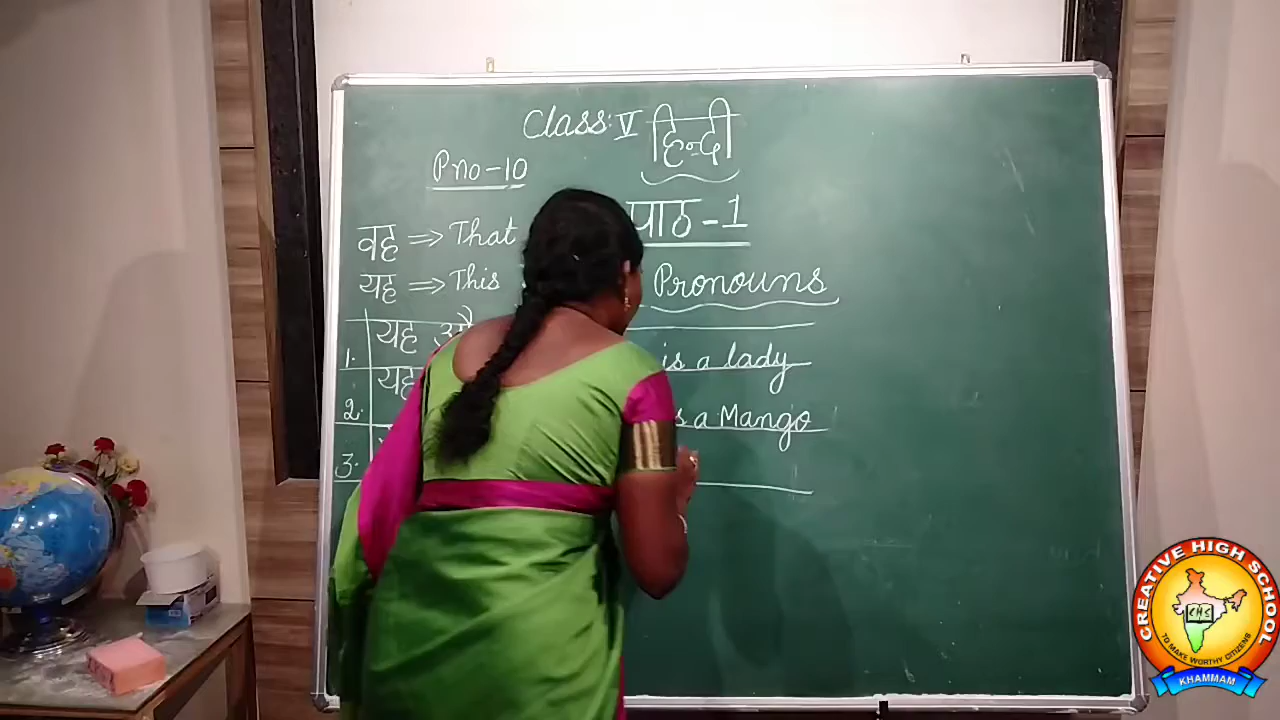 Class: V हिन्दी
Pno-10
पाठ-1
वह ⇒ That
यह ⇒ This
Pronouns
1. यह is a lady
2. यह is a Mango
3.
CREATIVE HIGH SCHOOL
CHS
TO MAKE WORTHY CITIZENS
KHAMMAM